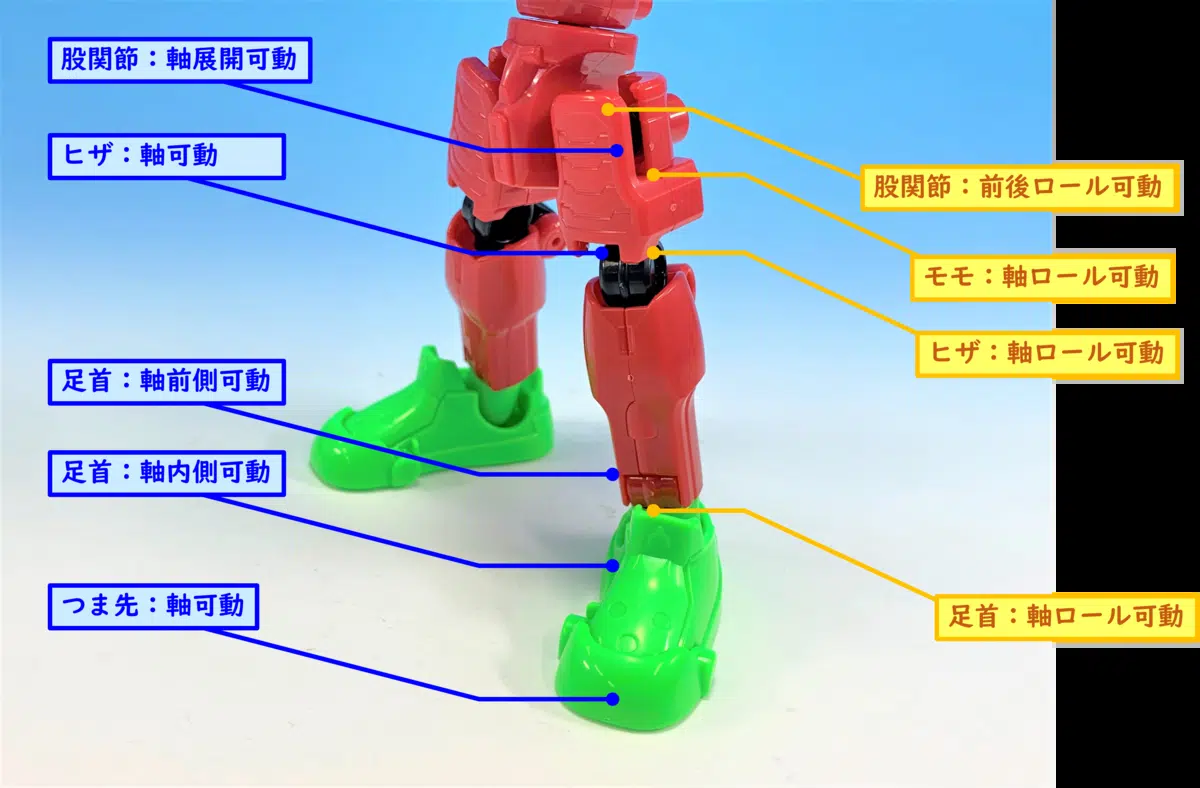 股関節：軸展開可動
ヒザ：軸可動
足首：軸前側可動
足首：軸内側可動
つま先：軸可動
股関節：前後ロール可動
モモ：軸ロール可動
ヒザ：軸ロール可動
足首：軸ロール可動